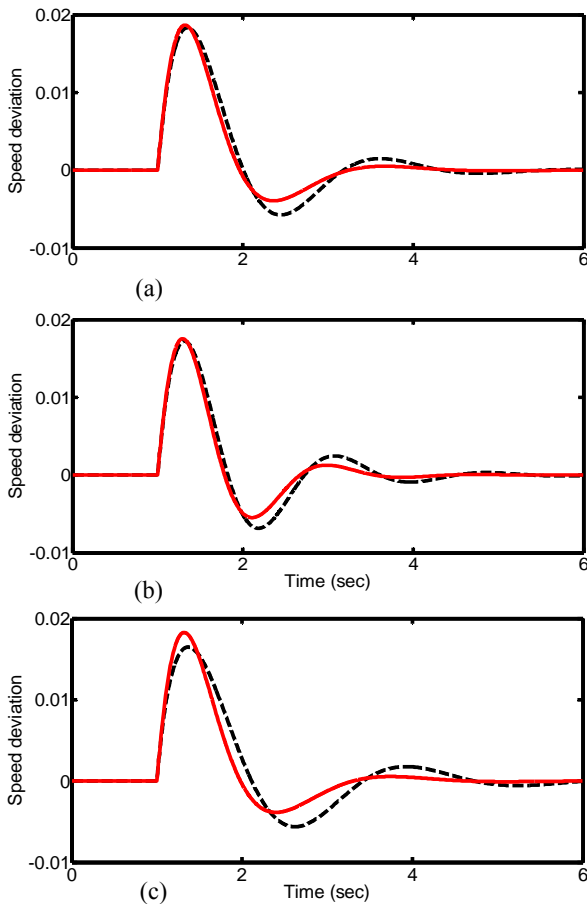 0.02
0.01
0
-0.01
Speed deviation
0 2 4 6
(a)
0.02
0.01
0
-0.01
Speed deviation
0 2 4 6
Time (sec)
(b)
0.02
0.01
0
-0.01
Speed deviation
0 2 4 6
Time (sec)
(c)